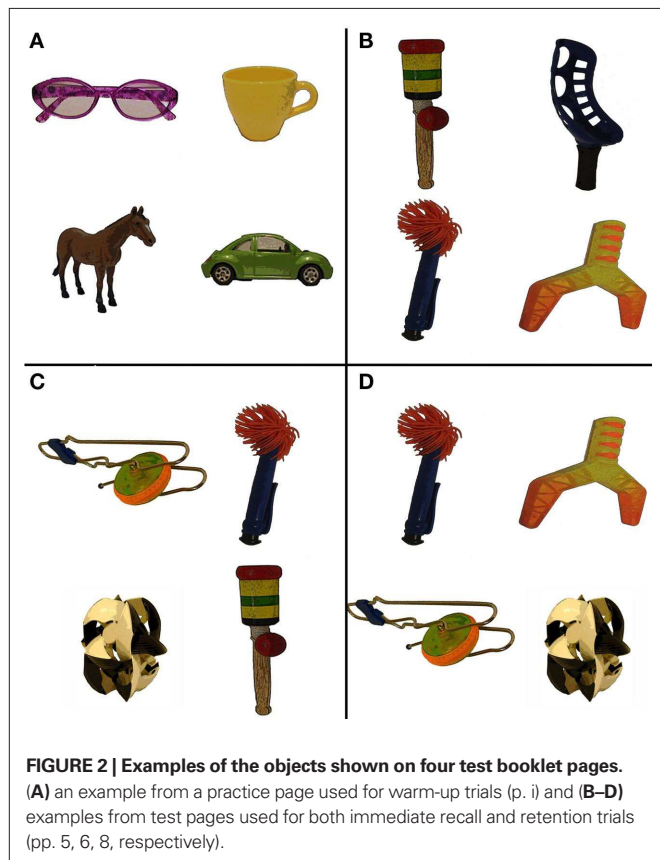 A
B
C
D
FIGURE 2 | Examples of the objects shown on four test booklet pages.
(A) an example from a practice page used for warm-up trials (p. i) and (B–D)
examples from test pages used for both immediate recall and retention trials
(pp. 5, 6, 8, respectively).